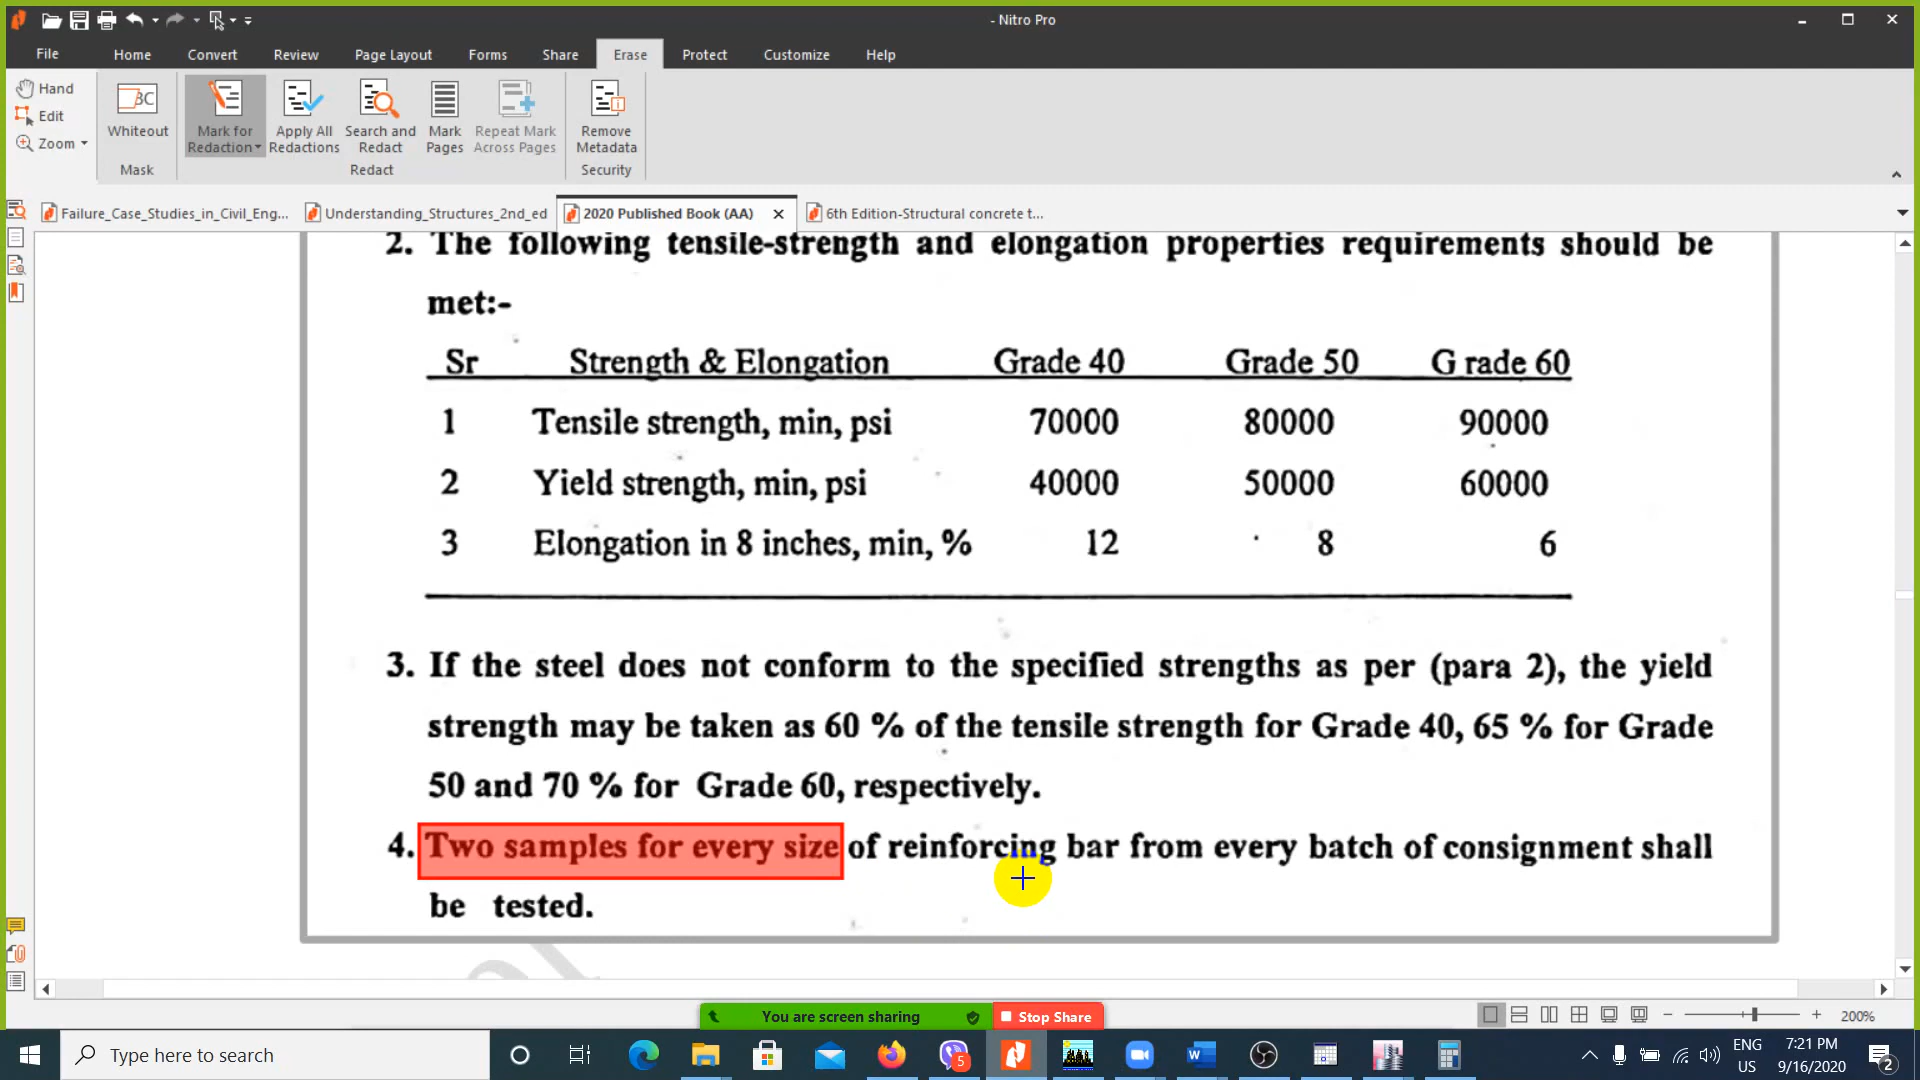 - Nitro Pro
File Home Convert Review Page Layout Forms Share Erase Protect Customize Help
Hand
Edit
Zoom
Whiteout
Mask
Mark for Redaction
Apply All Redactions
Search and Redact
Mark Pages
Repeat Mark Across Pages
Redact
Remove Metadata
Security
Failure_Case_Studies_in_Civil_Eng... Understanding_Structures_2nd_ed 2020 Published Book (AA) 6th Edition-Structural concrete t...
2. The following tensile-strength and elongation properties requirements should be
met:-
Sr Strength & Elongation Grade 40 Grade 50 G rade 60
1 Tensile strength, min, psi 70000 80000 90000
2 Yield strength, min, psi 40000 50000 60000
3 Elongation in 8 inches, min, % 12 8 6
3. If the steel does not conform to the specified strengths as per (para 2), the yield
strength may be taken as 60 % of the tensile strength for Grade 40, 65 % for Grade
50 and 70 % for Grade 60, respectively.
4. Two samples for every size of reinforcing bar from every batch of consignment shall
be tested.
You are screen sharing Stop Share
200%
Type here to search
5
ENG
US
7:21 PM
9/16/2020
2